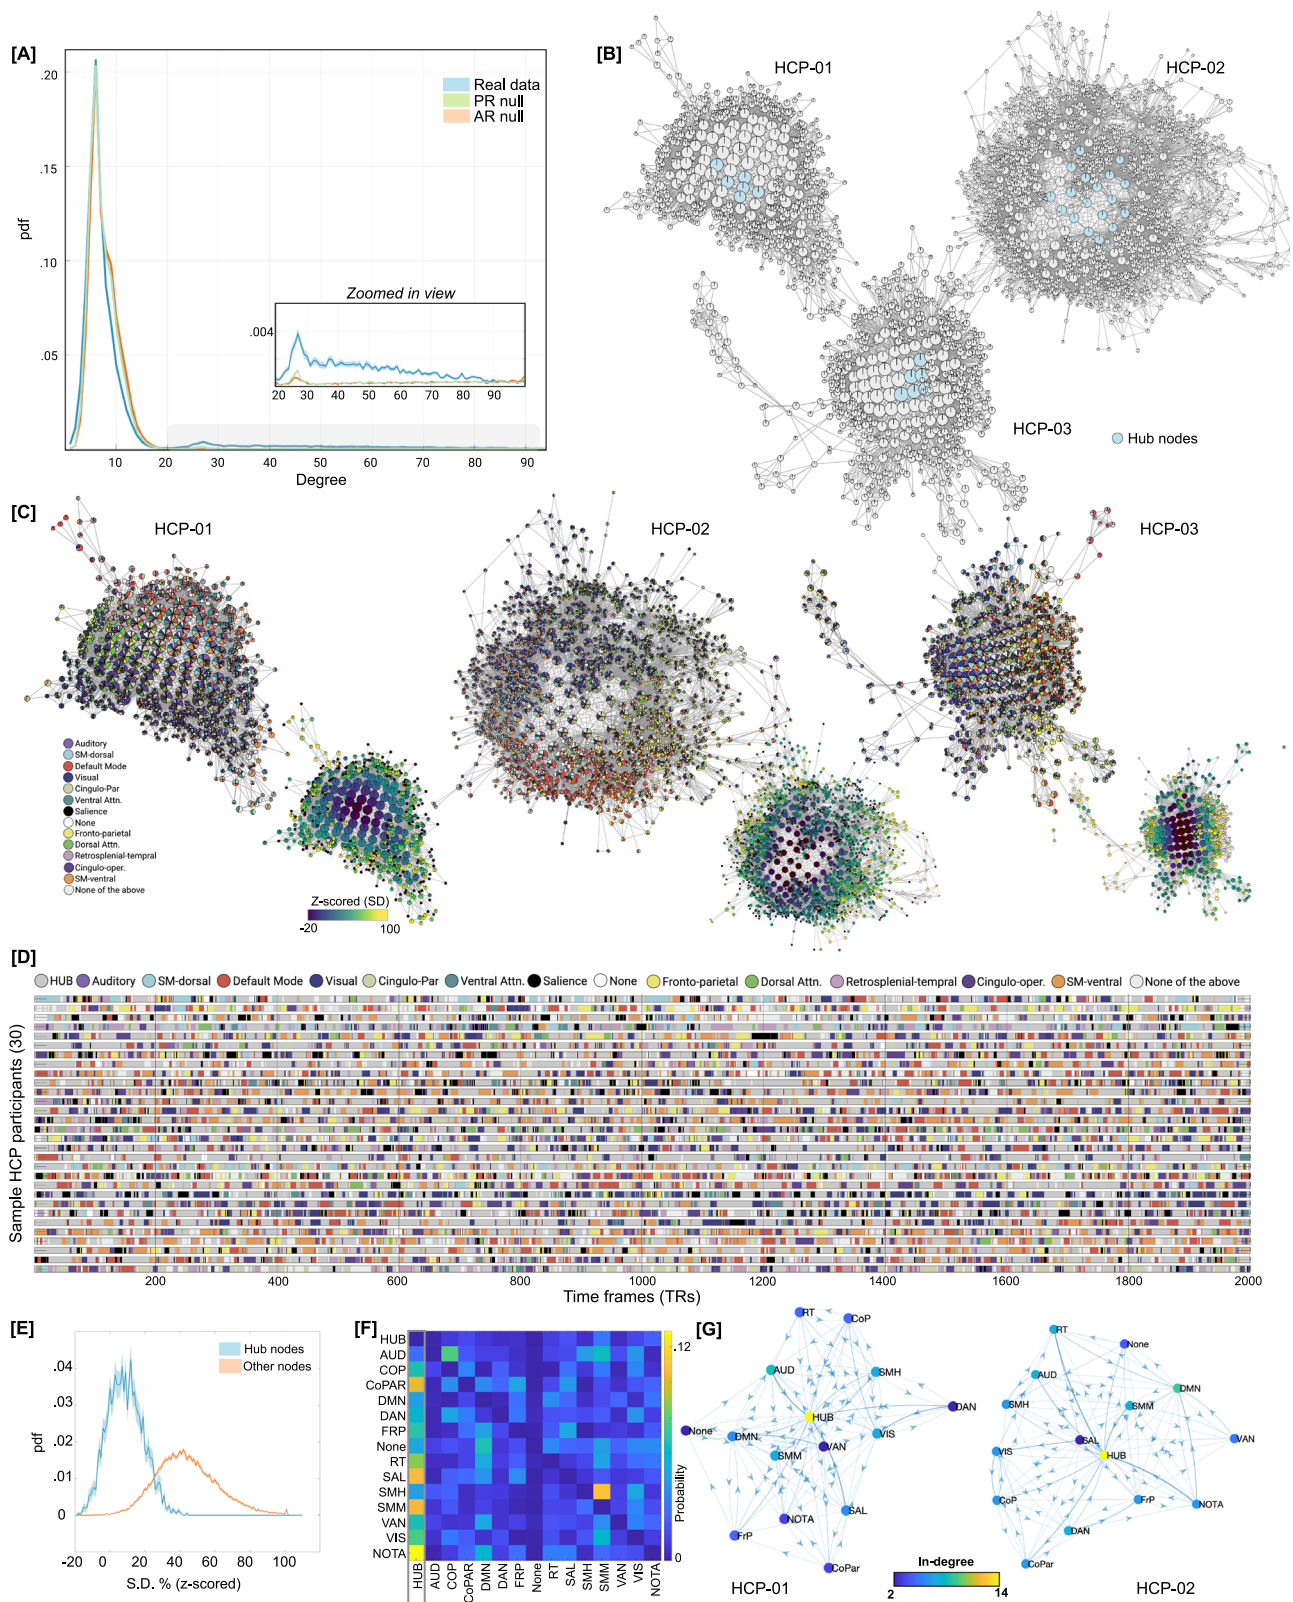 [A]
.20
.15
.10
.05
pdf
Real data
PR null
AR null
Zoomed in view
.004
20 30 40 50 60 70 80 90
10 20 30 40 50 60 70 80 90
Degree
[B]
HCP-01
HCP-02
HCP-03
Hub nodes
[C]
HCP-01
HCP-02
HCP-03
Auditory
SM-dorsal
Default Mode
Visual
Cingulo-Par
Ventral Attn.
Salience
None
Fronto-parietal
Dorsal Attn.
Retrosplenial-tempral
Cingulo-oper.
SM-ventral
None of the above
Z-scored (SD)
-20 100
[D]
HUB Auditory SM-dorsal Default Mode Visual Cingulo-Par Ventral Attn. Salience None Fronto-parietal Dorsal Attn. Retrosplenial-tempral Cingulo-oper. SM-ventral None of the above
Sample HCP participants (30)
200 400 600 800 1000 1200 1400 1600 1800 2000
Time frames (TRs)
[E]
Hub nodes
Other nodes
.04
.03
.02
.01
0
pdf
-20 0 20 40 60 80 100
S.D. % (z-scored)
[F]
HUB
AUD
COP
CoPAR
DMN
DAN
FRP
None
RT
SAL
SMH
SMM
VAN
VIS
NOTA
HUB AUD COP CoPAR DMN DAN FRP None RT SAL SMH SMM VAN VIS NOTA
.12
Probability
0
[G]
RT
CoP
AUD
SMH
DAN
HUB
None
DMN
VAN
VIS
SMM
NOTA
SAL
FrP
CoPar
HCP-01
RT
None
AUD
DMN
SMH
SMM
SAL
VAN
VIS
HUB
CoP
FrP
NOTA
DAN
CoPar
HCP-02
In-degree
2 14